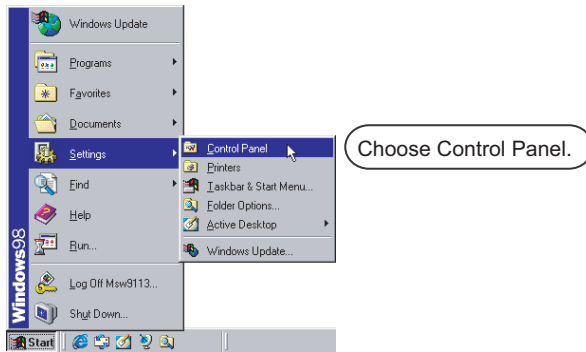 Windows Update
Programs
Favorites
Documents
Settings
Find
Help
Run...
Log Off Msw9113...
Shut Down...
Windows98
Start
Control Panel
Printers
Taskbar & Start Menu...
Folder Options...
Active Desktop
Windows Update...
Choose Control Panel.